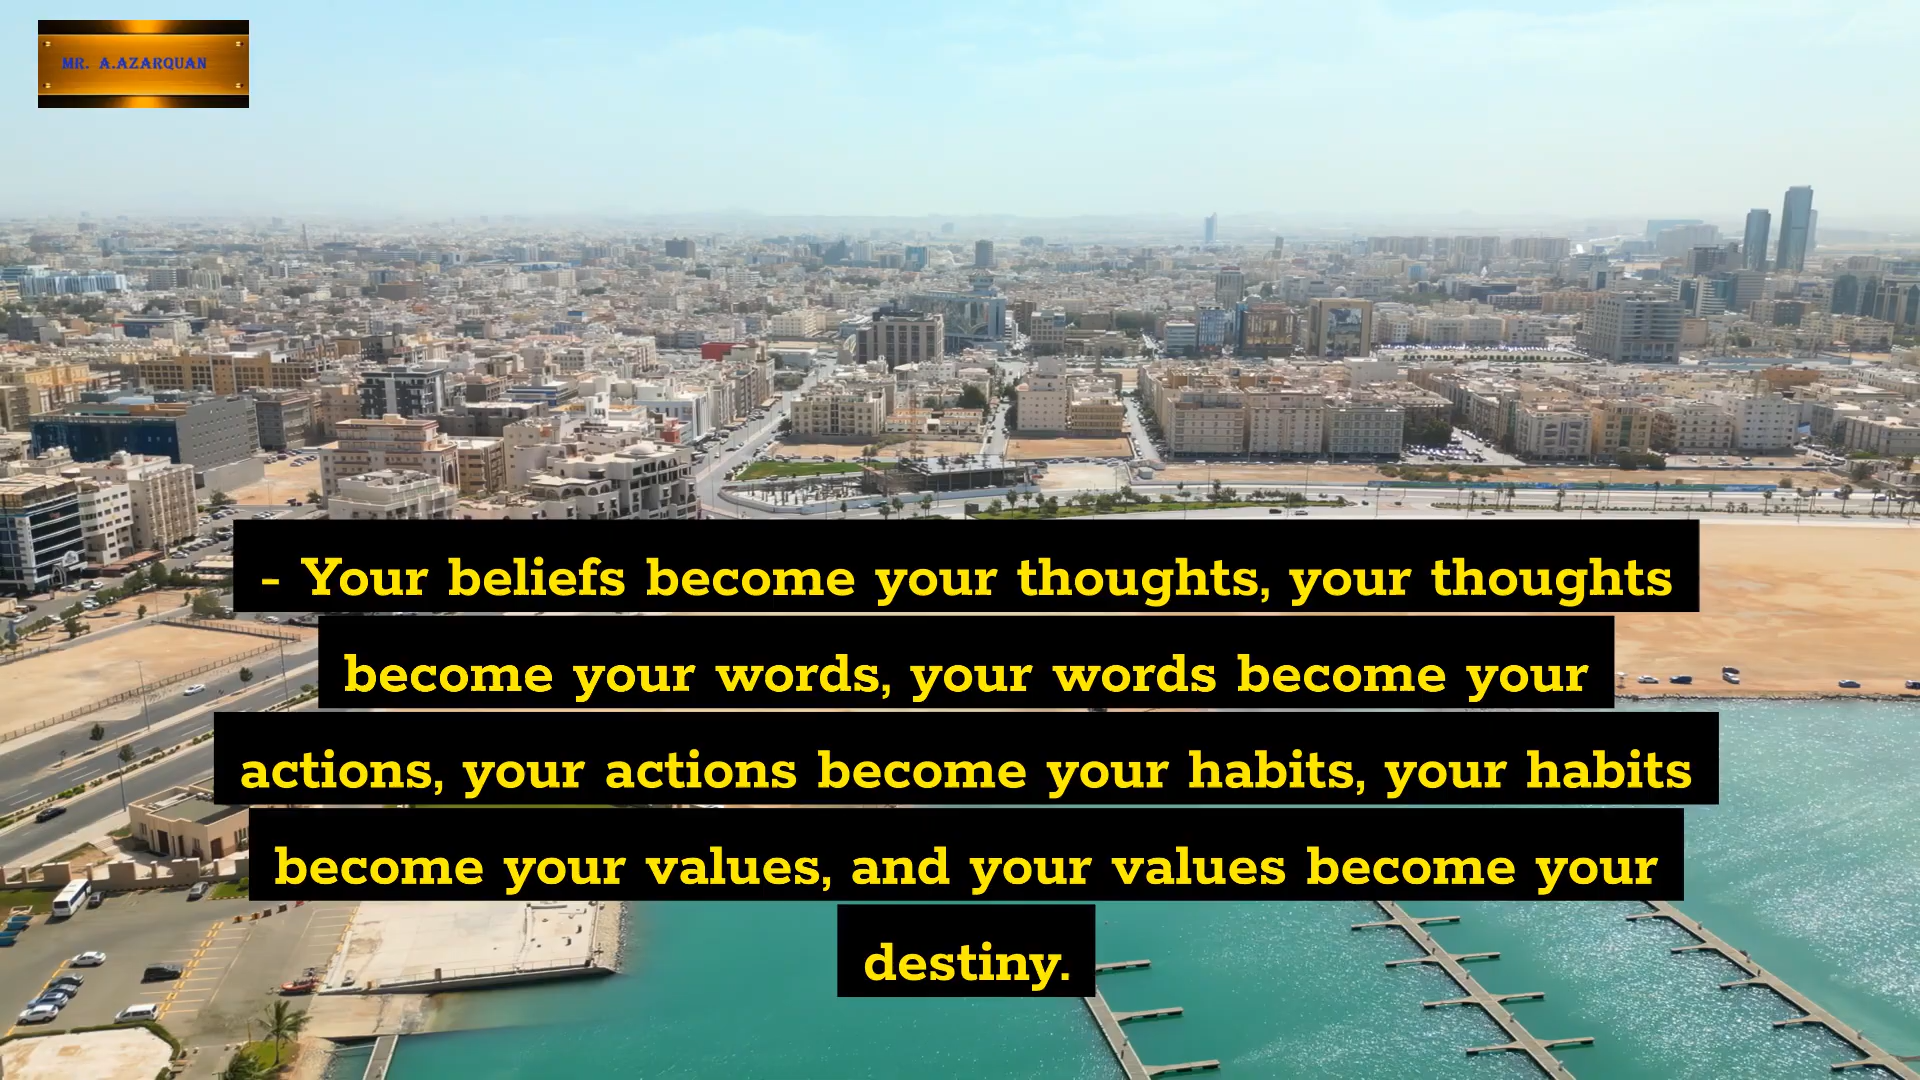 MR. A.AZARQUAN
- Your beliefs become your thoughts, your thoughts
become your words, your words become your
actions, your actions become your habits, your habits
become your values, and your values become your
destiny.